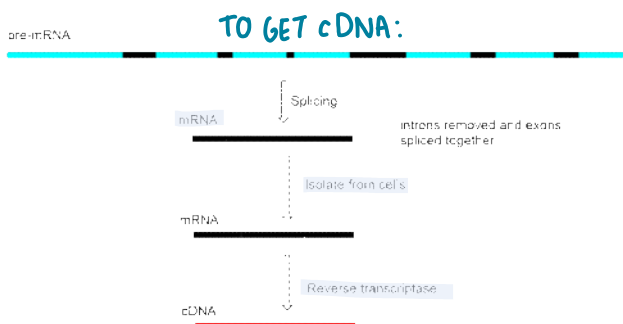 TO GET cDNA:
pre-mRNA
Splicing
mRNA
introns removed and exons
spliced together
Isolate from cells
mRNA
Reverse transcriptase
cDNA